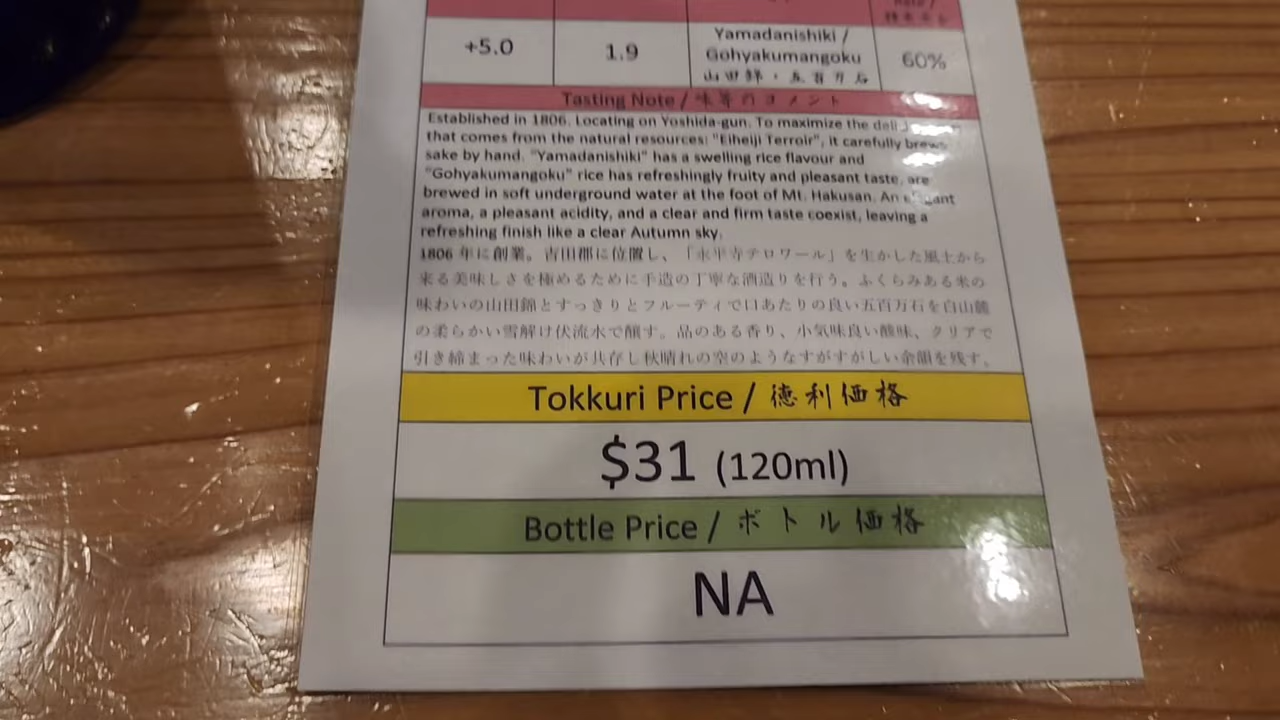 +5.0
1.9
Yamadanishiki /
Gohyakumangoku
山田錦・五百万石
60%
Tasting Note / 味等のコメント
Established in 1806. Locating on Yoshida-gun. To maximize the
that comes from the natural resources: "Eiheiji Terroir", it carefully brews
sake by hand. "Yamadanishiki" has a swelling rice flavour and
"Gohyakumangoku" rice has refreshingly fruity and pleasant taste, are
brewed in soft underground water at the foot of Mt. Hakusan. An elegant
aroma, a pleasant acidity, and a clear and firm taste coexist, leaving a
refreshing finish like a clear Autumn sky.
1806 年に創業。吉田郡に位置し、「永平寺テロワール」を生かした風土から
来る美味しさを極めるために手造の丁寧な酒造りを行う。ふくらみある米の
味わいの山田錦とすっきりとフルーティで口あたりの良い五百万石を白山麓
の柔らかい雪解け伏流水で醸す。品のある香り、小気味良い酸味、クリアで
引き締まった味わいが共存し秋晴れの空のようなすがすがしい余韻を残す。
Tokkuri Price / 徳利価格
$31 (120ml)
Bottle Price / ボトル価格
NA